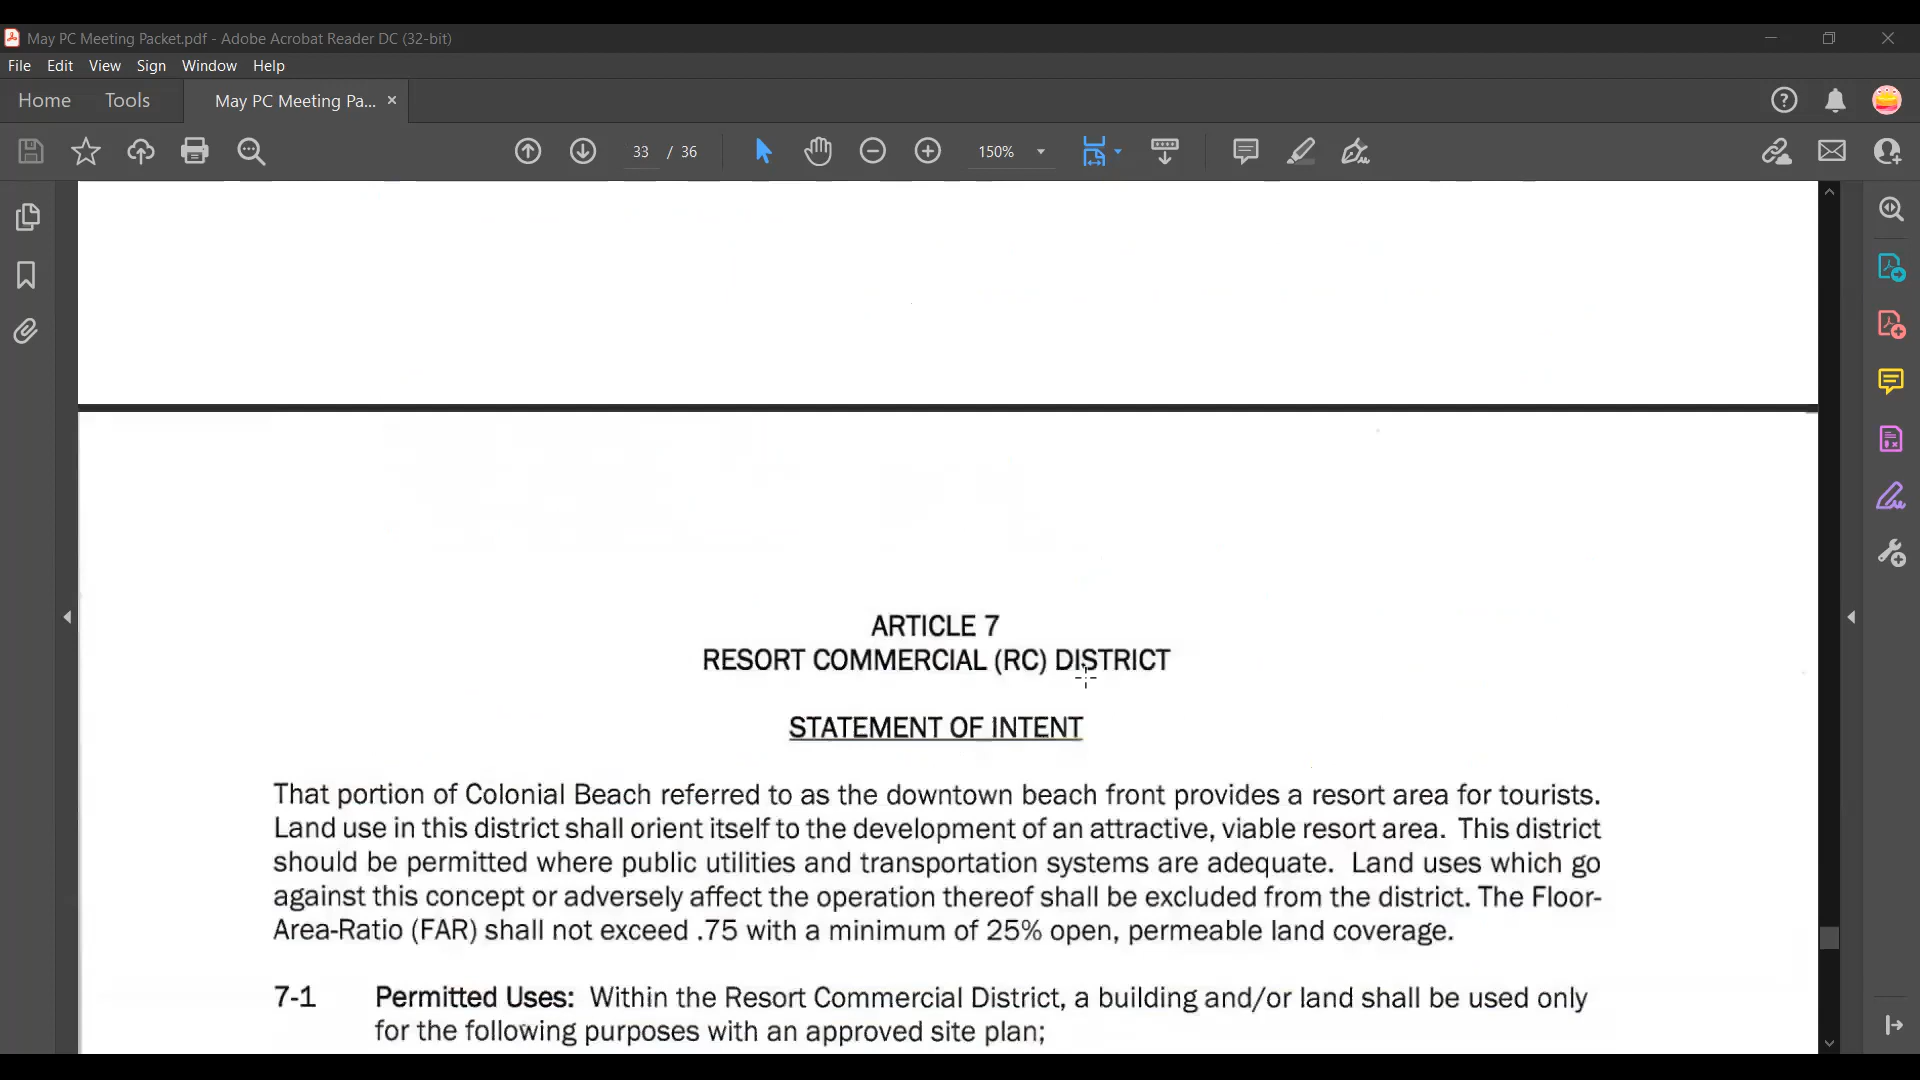 May PC Meeting Packet.pdf - Adobe Acrobat Reader DC (32-bit)
File Edit View Sign Window Help
Home Tools May PC Meeting Pa... ×
33 / 36 150%
ARTICLE 7
RESORT COMMERCIAL (RC) DISTRICT
STATEMENT OF INTENT
That portion of Colonial Beach referred to as the downtown beach front provides a resort area for tourists.
Land use in this district shall orient itself to the development of an attractive, viable resort area. This district
should be permitted where public utilities and transportation systems are adequate. Land uses which go
against this concept or adversely affect the operation thereof shall be excluded from the district. The Floor-
Area-Ratio (FAR) shall not exceed .75 with a minimum of 25% open, permeable land coverage.
7-1 Permitted Uses: Within the Resort Commercial District, a building and/or land shall be used only
for the following purposes with an approved site plan;